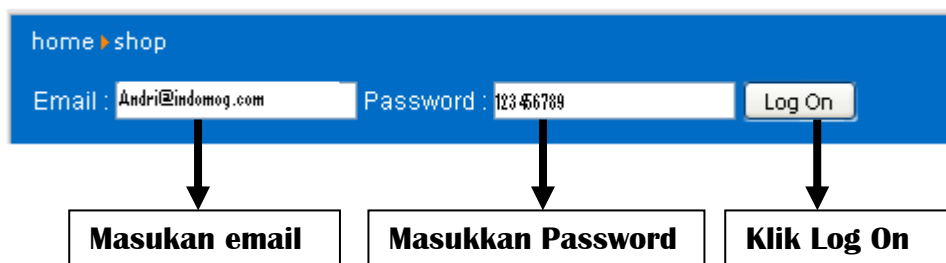 home shop
Email : Andri@indomog.com Password : 123456789 Log On
Masukan email Masukkan Password Klik Log On